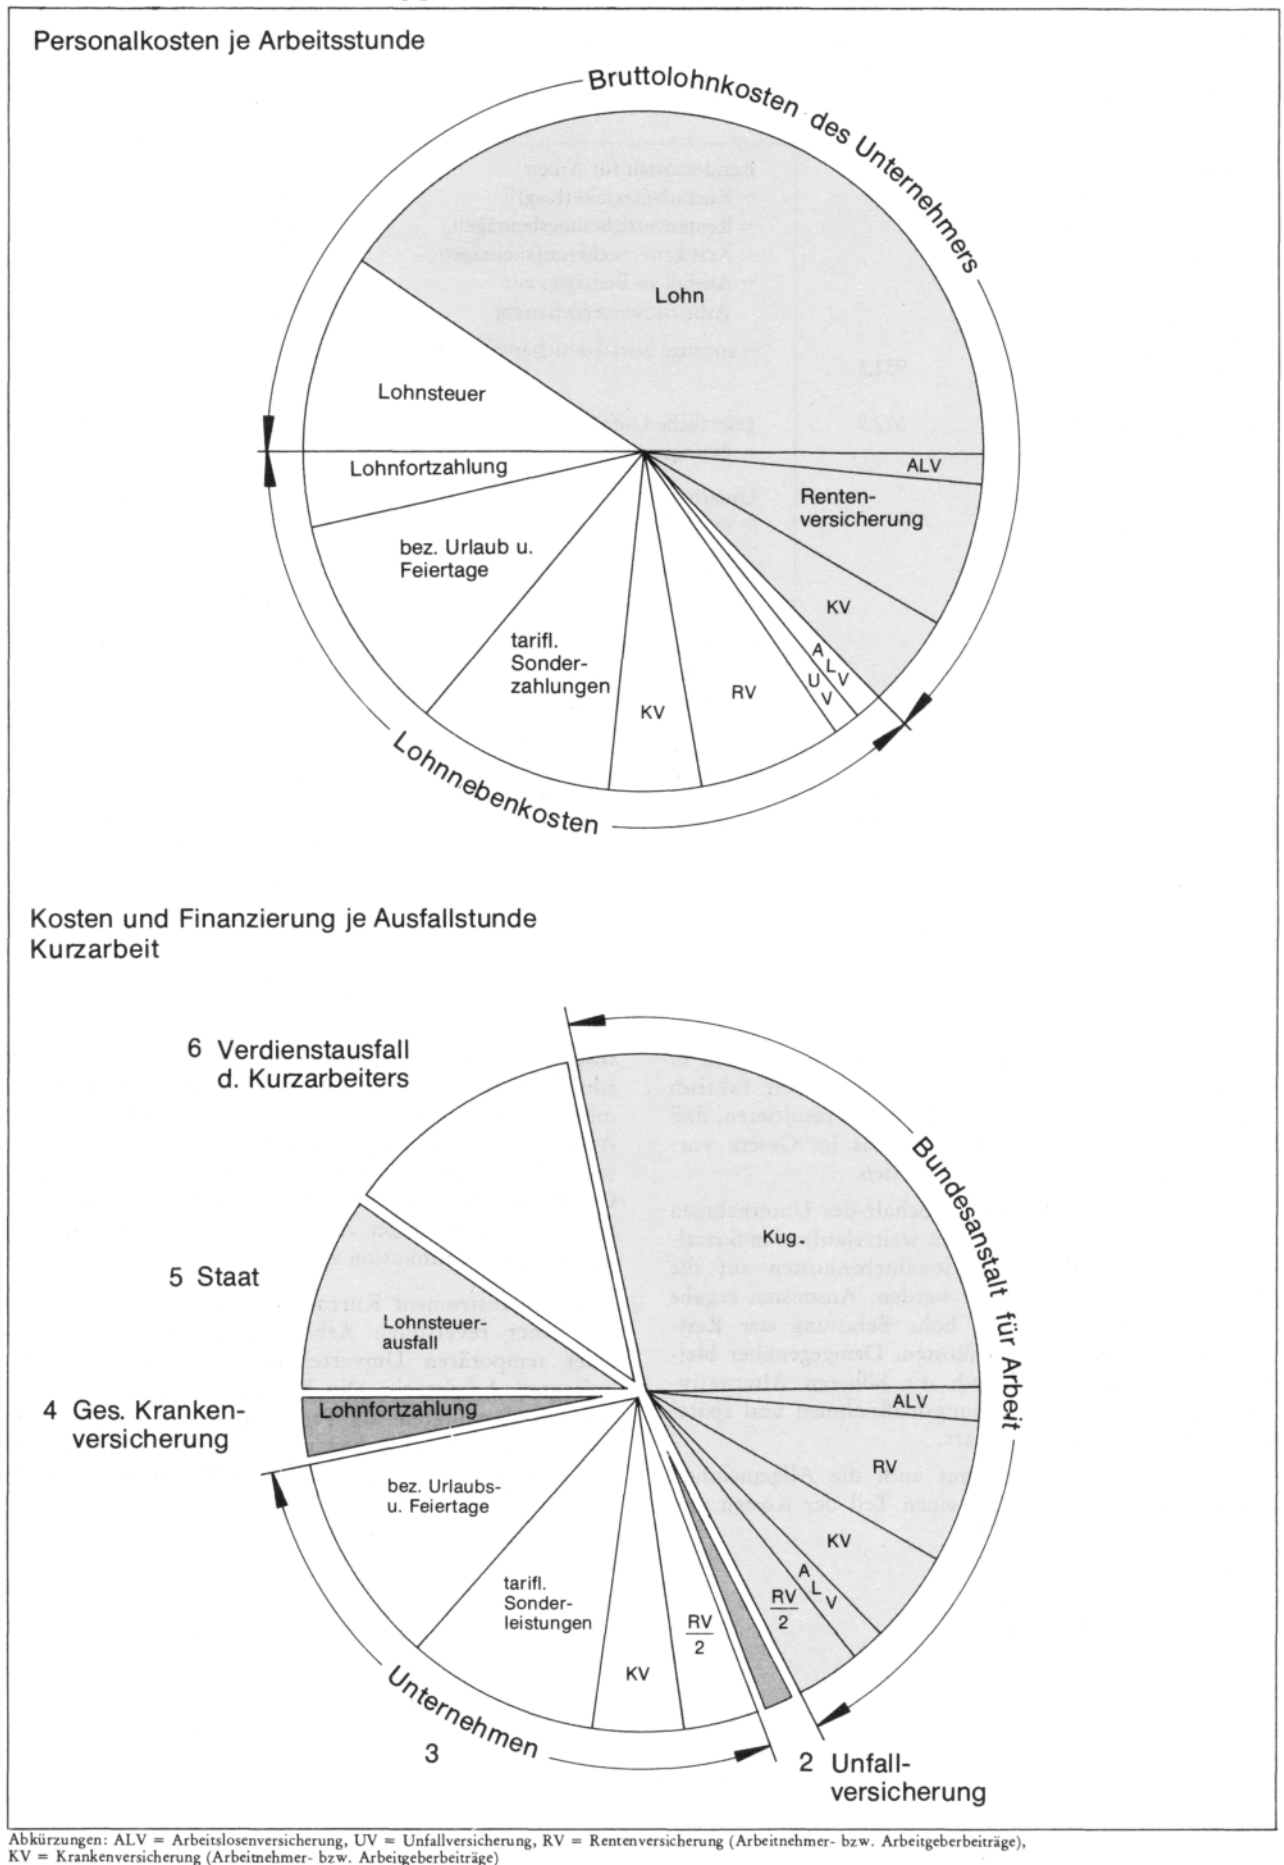 Personalkosten je Arbeitsstunde
Bruttolohnkosten des Unternehmers
Lohn
Lohnsteuer
Lohnfortzahlung
ALV
Renten-
versicherung
bez. Urlaub u.
Feiertage
KV
tarifl.
Sonder-
zahlungen
ALV
UV
RV
KV
Lohnnebenkosten
Kosten und Finanzierung je Ausfallstunde
Kurzarbeit
6 Verdienstausfall
d. Kurzarbeiters
Bundesanstalt für Arbeit
Kug.
5 Staat
Lohnsteuer-
ausfall
4 Ges. Kranken-
versicherung
Lohnfortzahlung
ALV
RV
bez. Urlaubs-
u. Feiertage
KV
tarifl.
Sonder-
leistungen
ALV
RV
2
RV
2
KV
Unternehmen
3
2 Unfall-
versicherung
Abkürzungen: ALV = Arbeitslosenversicherung, UV = Unfallversicherung, RV = Rentenversicherung (Arbeitnehmer- bzw. Arbeitgeberbeiträge),
KV = Krankenversicherung (Arbeitnehmer- bzw. Arbeitgeberbeiträge)